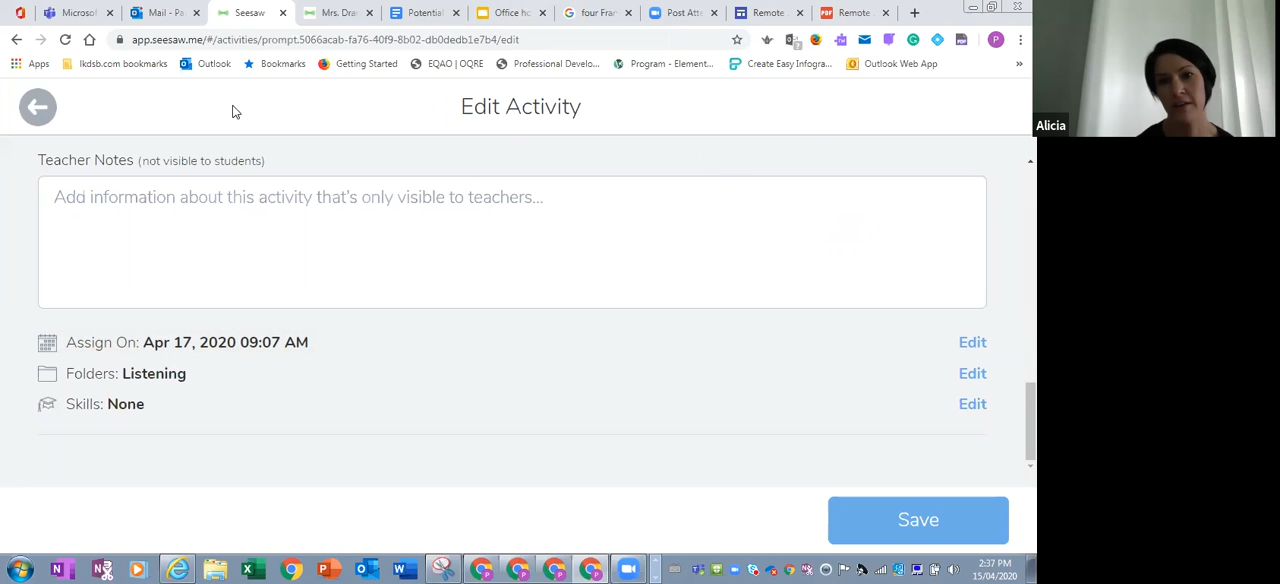 Microsof
Mail - Pa
Seesaw
Mrs. Dra
Potential
Office ho
four Fran
Post Atte
Remote
Remote
app.seesaw.me/#/activities/prompt.5066acab-fa76-40f9-8b02-db0dedb1e7b4/edit
Apps
lkdsb.com bookmarks
Outlook
Bookmarks
Getting Started
EQAO | OQRE
Professional Develo...
Program - Element...
Create Easy Infogra...
Outlook Web App
»
Edit Activity
Alicia
Teacher Notes (not visible to students)
Add information about this activity that's only visible to teachers...
Assign On: Apr 17, 2020 09:07 AM Edit
Folders: Listening Edit
Skills: None Edit
Save
2:37 PM
15/04/2020